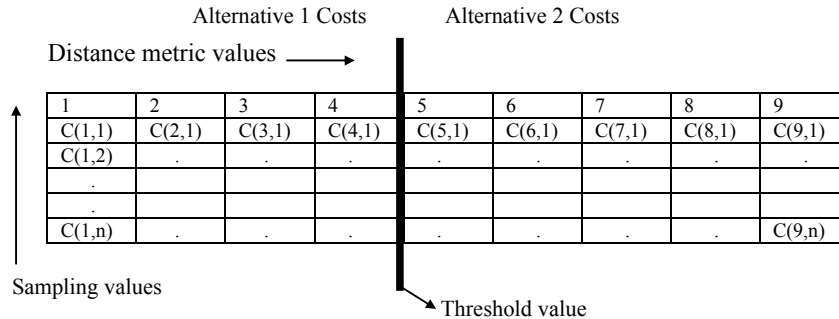 Alternative 1 Costs Alternative 2 Costs
Distance metric values
1 2 3 4 5 6 7 8 9
C(1,1) C(2,1) C(3,1) C(4,1) C(5,1) C(6,1) C(7,1) C(8,1) C(9,1)
C(1,2) . . . . . . . .
.
.
C(1,n) . . . . . . . C(9,n)
Sampling values
Threshold value